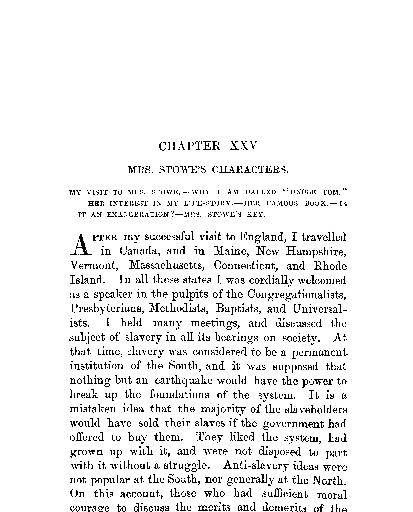 CHAPTER XXV
MRS. STOWE'S CHARACTERS.
MY VISIT TO MRS. STOWE.—WHY I AM CALLED "UNCLE TOM."
HER INTEREST IN MY LIFE-STORY.—HER FAMOUS BOOK.—IS
IT AN EXAGGERATION?—MRS. STOWE'S KEY.
AFTER my successful visit to England, I travelled
in Canada, and in Maine, New Hampshire,
Vermont, Massachusetts, Connecticut, and Rhode
Island. In all those states I was cordially welcomed
as a speaker in the pulpits of the Congregationalists,
Presbyterians, Methodists, Baptists, and Universal-
ists. I held many meetings, and discussed the
subject of slavery in all its bearings on society. At
that time, slavery was considered to be a permanent
institution of the South, and it was supposed that
nothing but an earthquake would have the power to
break up the foundations of the system. It is a
mistaken idea that the majority of the slaveholders
would have sold their slaves if the government had
offered to buy them. They liked the system, had
grown up with it, and were not disposed to part
with it without a struggle. Anti-slavery ideas were
not popular at the South, nor generally at the North.
On this account, those who had sufficient moral
courage to discuss the merits and demerits of the